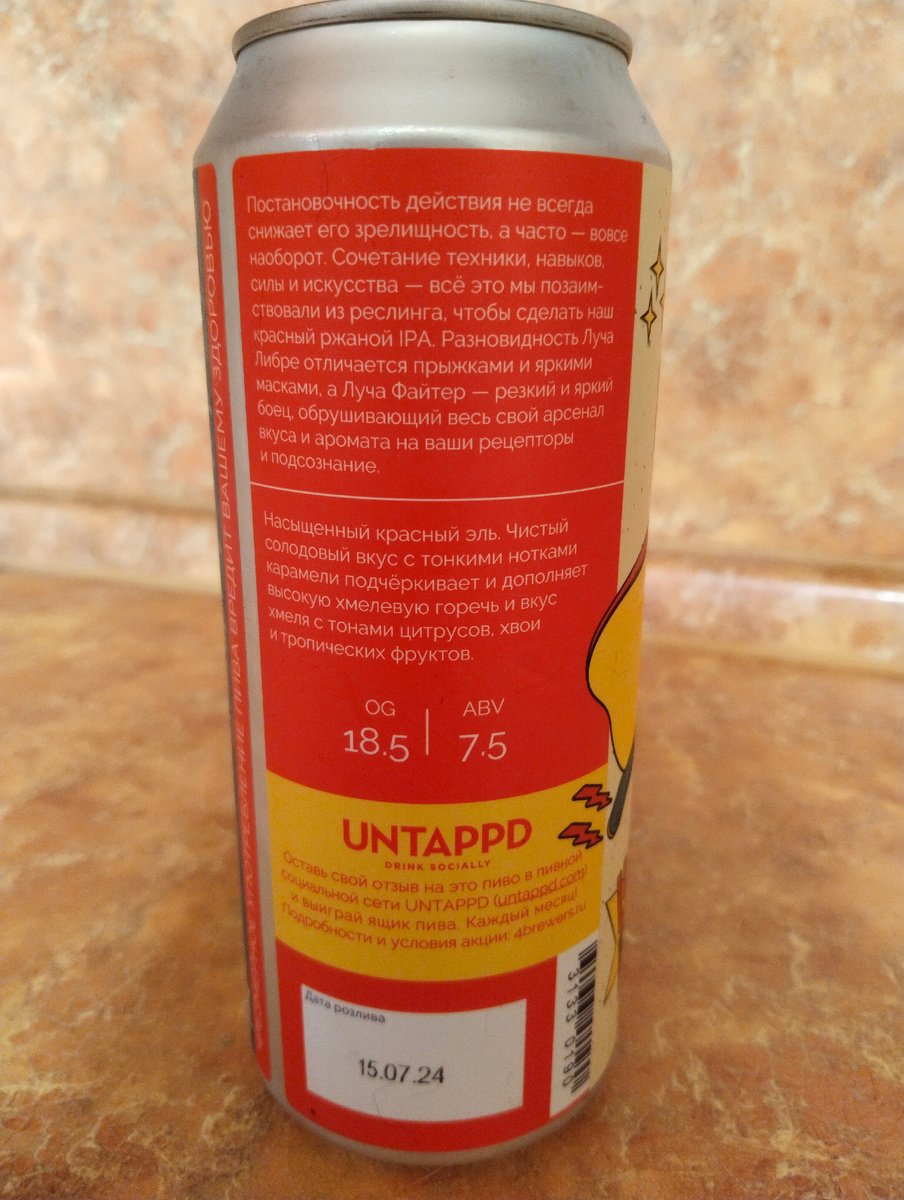 Постановочность действия не всегда
снижает его зрелищность, а часто — вовсе
наоборот. Сочетание техники, навыков,
силы и искусства — всё это мы позаим-
ствовали из реслинга, чтобы сделать наш
красный ржаной IPA. Разновидность Луча
Либре отличается прыжками и яркими
масками, а Луча Файтер — резкий и яркий
боец, обрушивающий весь свой арсенал
вкуса и аромата на ваши рецепторы
и подсознание.
Насыщенный красный эль. Чистый
солодовый вкус с тонкими нотками
карамели подчёркивает и дополняет
высокую хмелевую горечь и вкус
хмеля с тонами цитрусов, хвои
и тропических фруктов.
OG ABV
18.5 7.5
UNTAPPD
DRINK SOCIALLY
Оставь свой отзыв на это пиво в пивной
социальной сети UNTAPPD (untappd.com)
и выиграй ящик пива. Каждый месяц!
Подробности и условия акции: 4brewers.ru
Дата розлива
15.07.24
3133 0190
ЧРЕЗМЕРНОЕ УПОТРЕБЛЕНИЕ ПИВА ВРЕДИТ ВАШЕМУ ЗДОРОВЬЮ